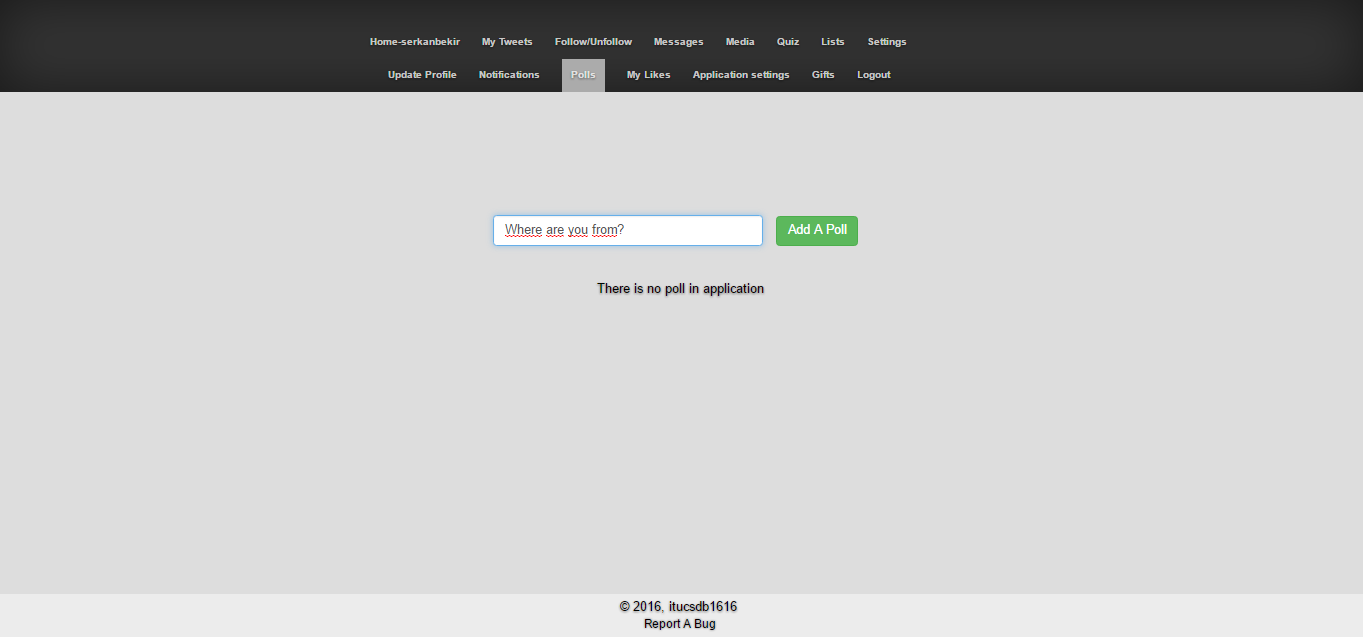 Home-serkanbekir My Tweets Follow/Unfollow Messages Media Quiz Lists Settings
Update Profile Notifications Polls My Likes Application settings Gifts Logout
Where are you from? Add A Poll
There is no poll in application
© 2016, itucsdb1616
Report A Bug